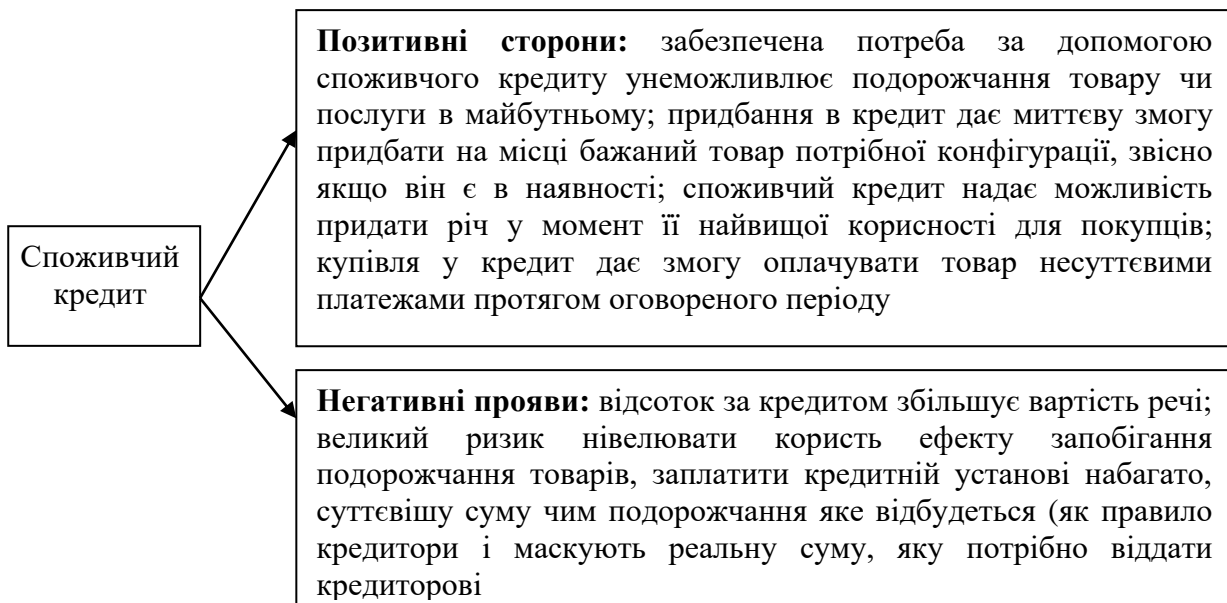 Позитивні сторони: забезпечена потреба за допомогою
споживчого кредиту унеможливлює подорожчання товару чи
послуги в майбутньому; придбання в кредит дає миттєву змогу
придбати на місці бажаний товар потрібної конфігурації, звісно
якщо він є в наявності; споживчий кредит надає можливість
придати річ у момент її найвищої корисності для покупців;
купівля у кредит дає змогу оплачувати товар несуттєвими
платежами протягом оговореного періоду
Споживчий
кредит
Негативні прояви: відсоток за кредитом збільшує вартість речі;
великий ризик нівелювати користь ефекту запобігання
подорожчання товарів, заплатити кредитній установі набагато,
суттєвішу суму чим подорожчання яке відбудеться (як правило
кредитори і маскують реальну суму, яку потрібно віддати
кредиторові